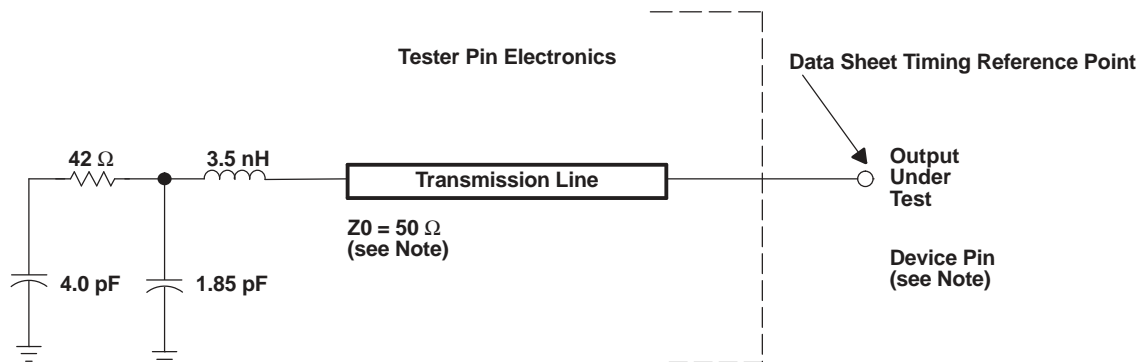 Tester Pin Electronics
Data Sheet Timing Reference Point
42 Ω
3.5 nH
Transmission Line
Output
Under
Test
Z0 = 50 Ω
(see Note)
Device Pin
(see Note)
4.0 pF
1.85 pF